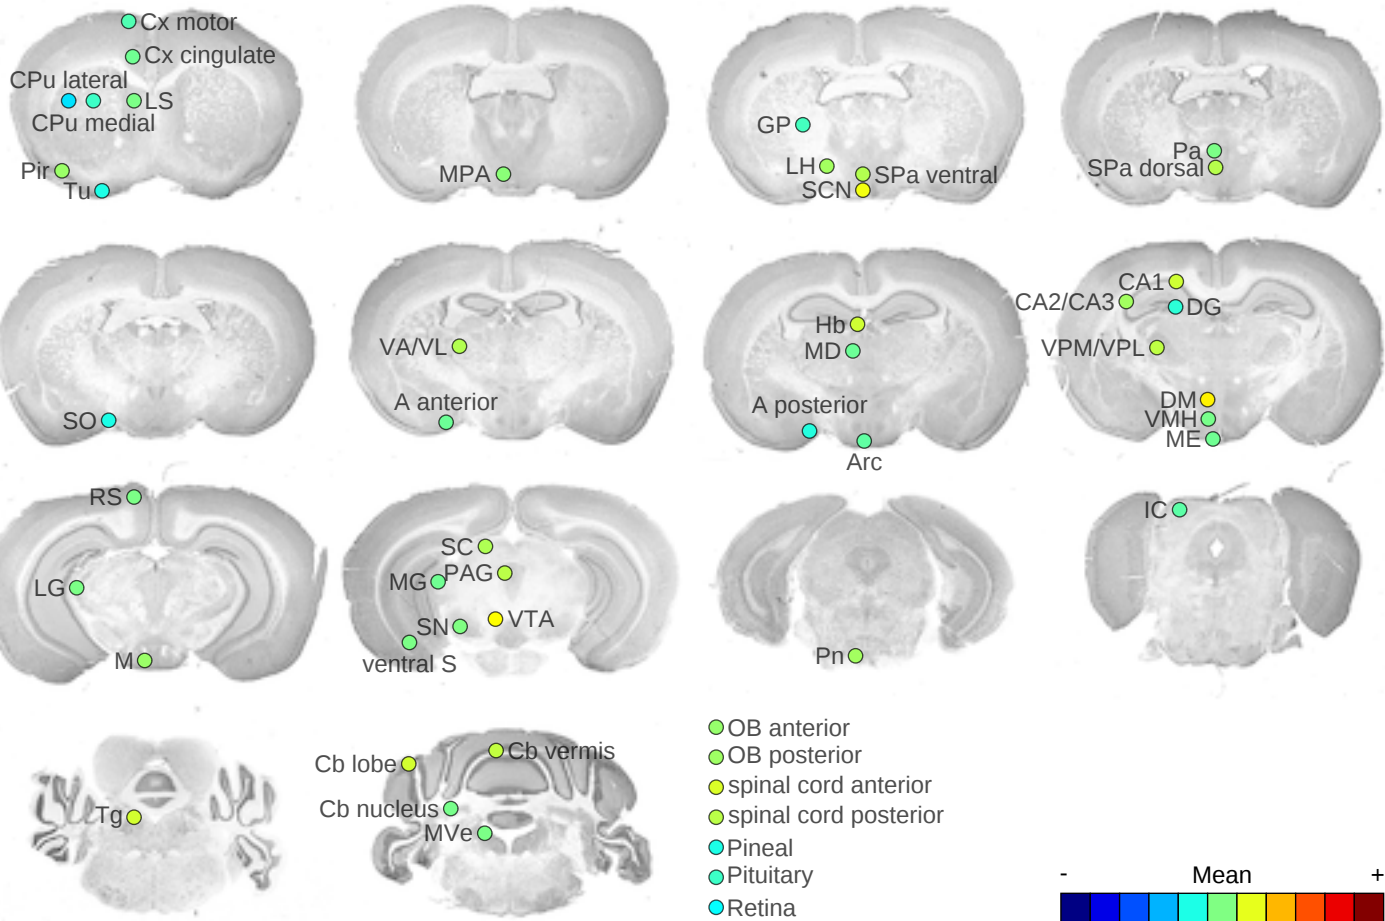 Cx motor
Cx cingulate
CPu lateral
LS
CPu medial
Pir
Tu
MPA
GP
LH
SPa ventral
SCN
Pa
SPa dorsal
SO
VA/VL
A anterior
Hb
MD
A posterior
Arc
CA1
CA2/CA3
DG
VPM/VPL
DM
VMH
ME
RS
LG
M
SC
PAG
MG
VTA
SN
ventral S
Pn
IC
Tg
Cb vermis
Cb lobe
Cb nucleus
MVe
OB anterior
OB posterior
spinal cord anterior
spinal cord posterior
Pineal
Pituitary
Retina
- Mean +